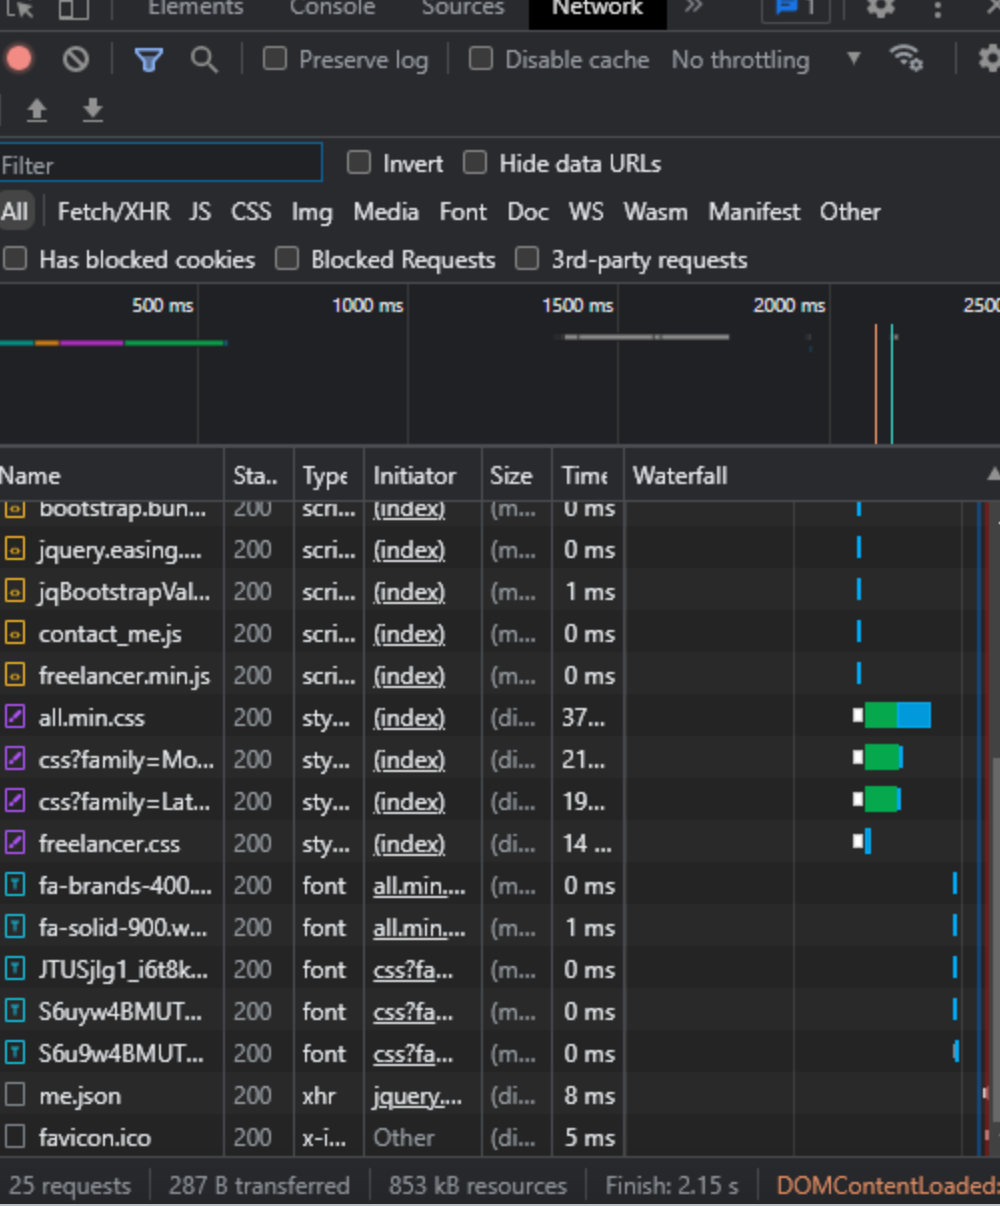 Elements Console Sources Network » 1
Preserve log Disable cache No throttling
Filter Invert Hide data URLs
All Fetch/XHR JS CSS Img Media Font Doc WS Wasm Manifest Other
Has blocked cookies Blocked Requests 3rd-party requests
500 ms 1000 ms 1500 ms 2000 ms 2500
Name Sta.. Type Initiator Size Time Waterfall
bootstrap.bun... 200 scri... (index) (m... 0 ms
jquery.easing.... 200 scri... (index) (m... 0 ms
jqBootstrapVal... 200 scri... (index) (m... 1 ms
contact_me.js 200 scri... (index) (m... 0 ms
freelancer.min.js 200 scri... (index) (m... 0 ms
all.min.css 200 sty... (index) (di... 37...
css?family=Mo... 200 sty... (index) (di... 21...
css?family=Lat... 200 sty... (index) (di... 19...
freelancer.css 200 sty... (index) (di... 14 ...
fa-brands-400.... 200 font all.min.... (m... 0 ms
fa-solid-900.w... 200 font all.min.... (m... 1 ms
JTUSjIg1_i6t8k... 200 font css?fa... (m... 0 ms
S6uyw4BMUT... 200 font css?fa... (m... 0 ms
S6u9w4BMUT... 200 font css?fa... (m... 0 ms
me.json 200 xhr jquery.... (di... 8 ms
favicon.ico 200 x-i... Other (di... 5 ms
25 requests 287 B transferred 853 kB resources Finish: 2.15 s DOMContentLoaded: